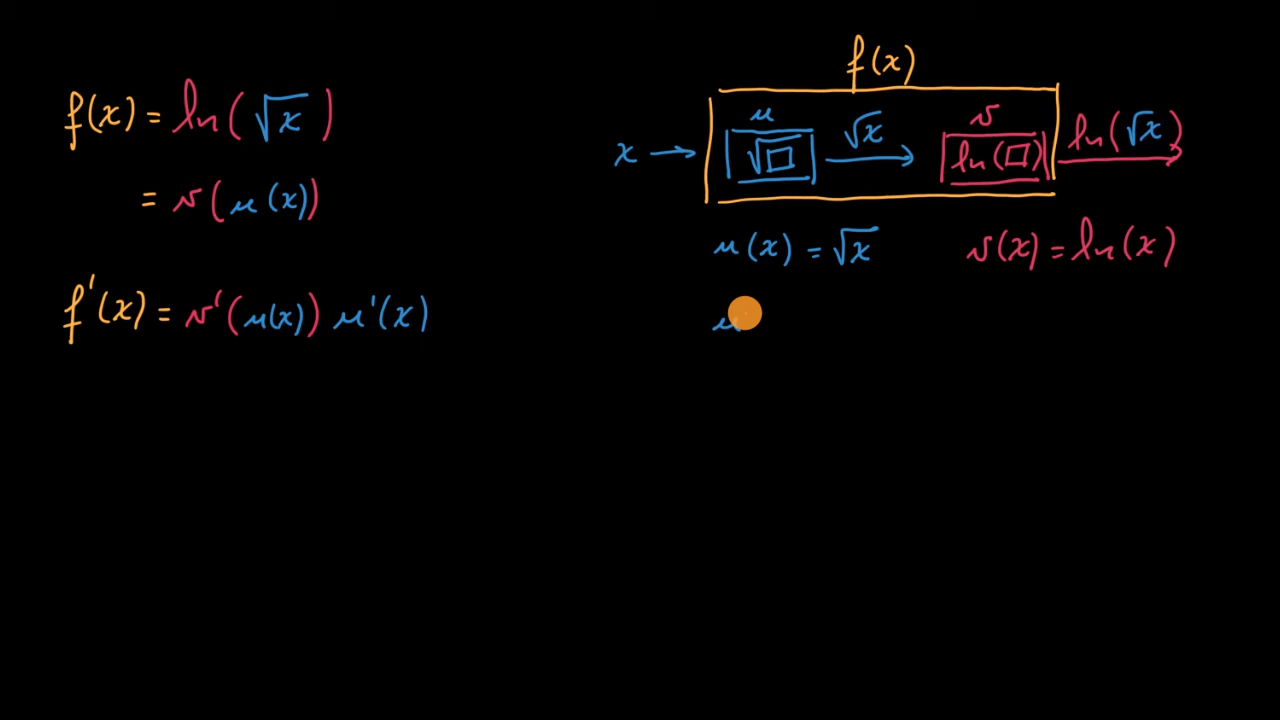 f(x) = ln(√x)
= v(u(x))
f'(x) = v'(u(x)) u'(x)
f(x)
u √x v ln(√x)
x → √□ → ln(□) →
u(x) = √x v(x) = ln(x)
u